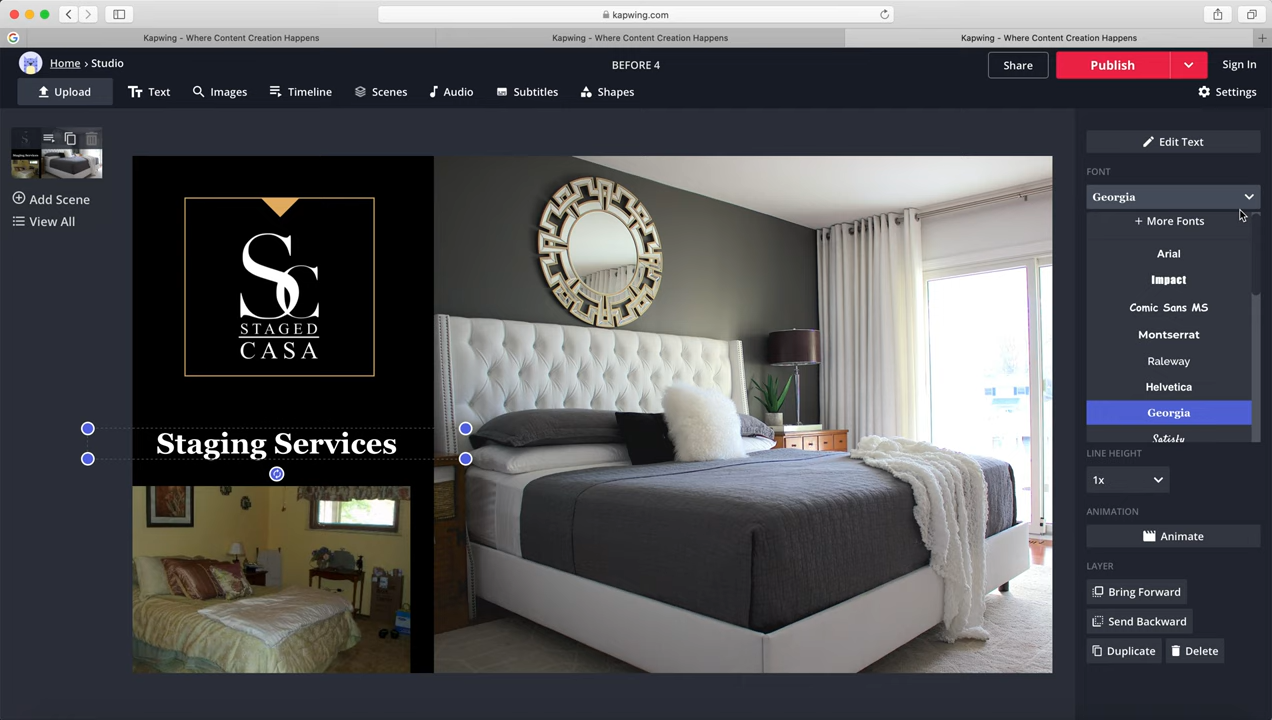 kapwing.com
Kapwing - Where Content Creation Happens
Kapwing - Where Content Creation Happens
Kapwing - Where Content Creation Happens
Home › Studio
BEFORE 4
Share
Publish
Sign In
Upload
Text
Images
Timeline
Scenes
Audio
Subtitles
Shapes
Settings
Add Scene
View All
SC
STAGED
CASA
Staging Services
Edit Text
FONT
Georgia
+ More Fonts
Arial
Impact
Comic Sans MS
Montserrat
Raleway
Helvetica
Georgia
Satisfy
LINE HEIGHT
1x
ANIMATION
Animate
LAYER
Bring Forward
Send Backward
Duplicate
Delete